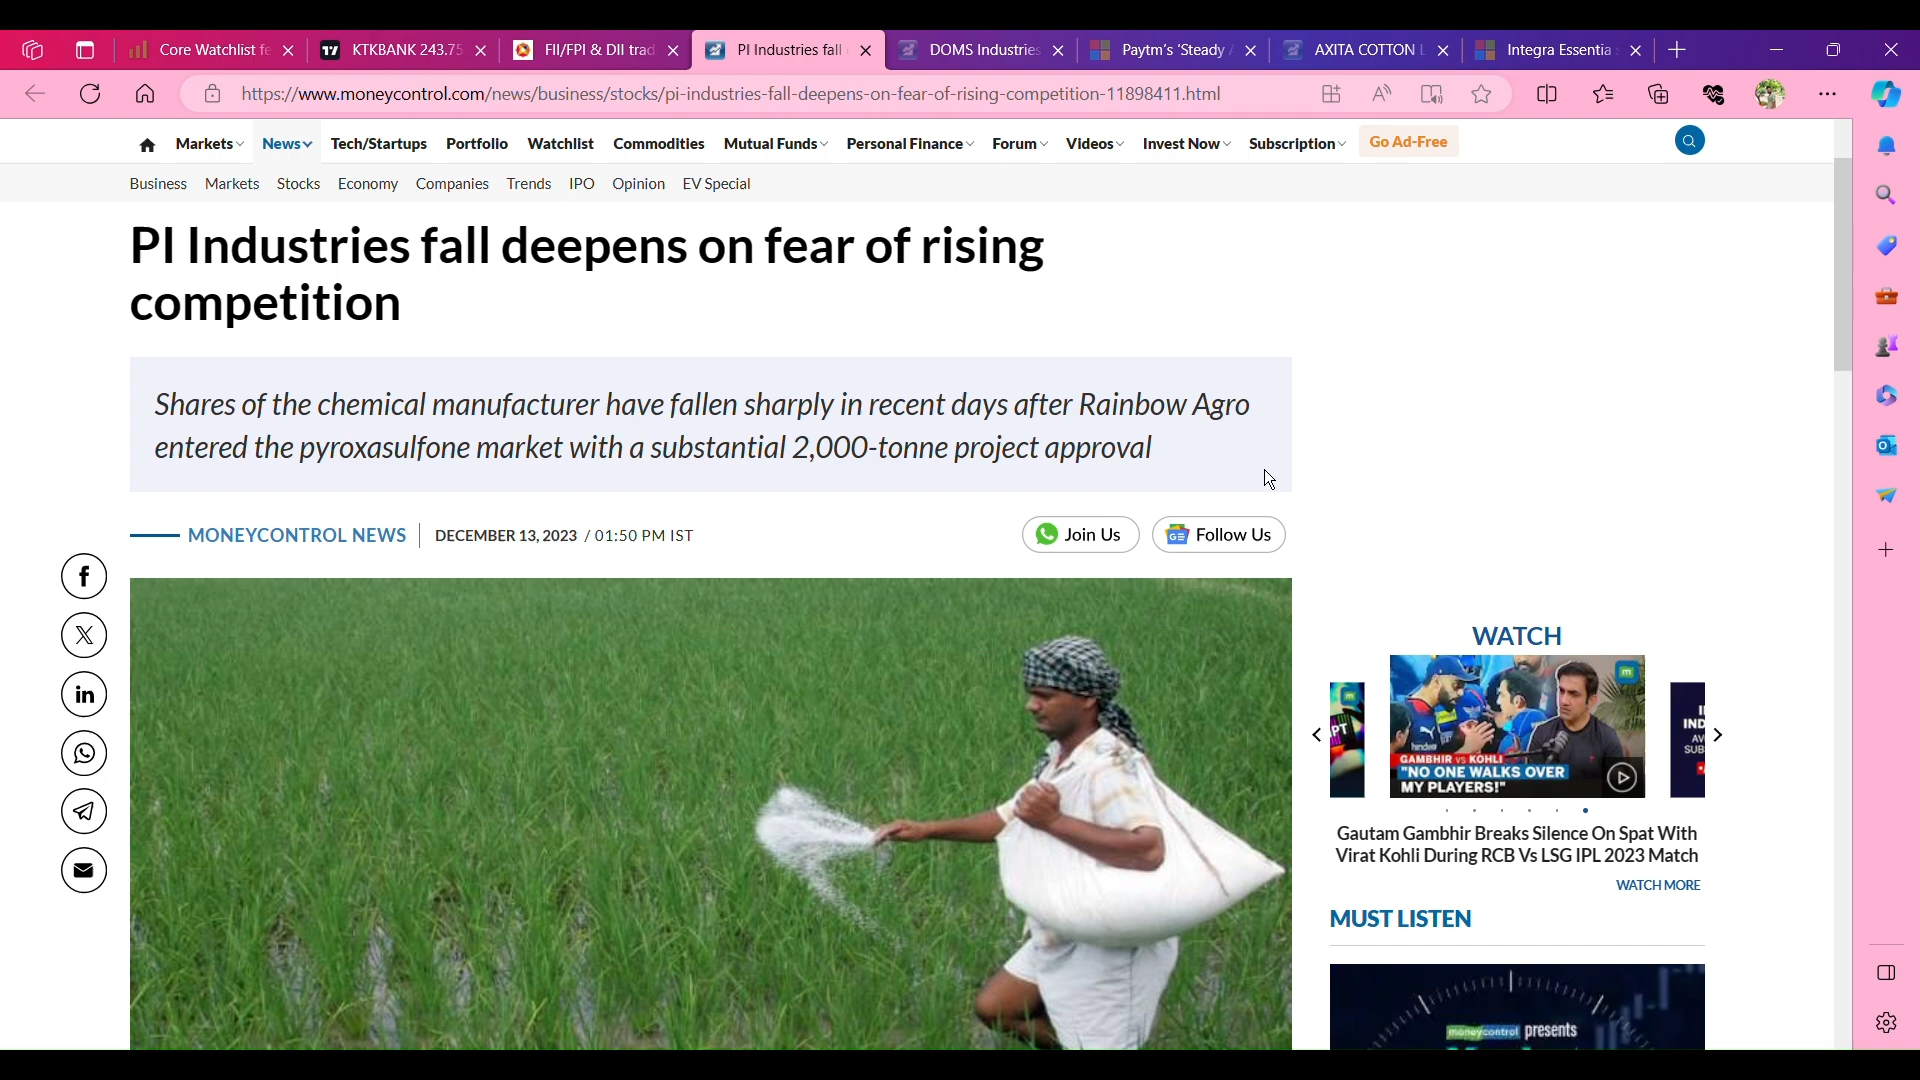 Core Watchlist fe
KTKBANK 243.75
FII/FPI & DII trad
PI Industries fall
DOMS Industries
Paytm's 'Steady
AXITA COTTON L
Integra Essentia
https://www.moneycontrol.com/news/business/stocks/pi-industries-fall-deepens-on-fear-of-rising-competition-11898411.html
Markets News Tech/Startups Portfolio Watchlist Commodities Mutual Funds Personal Finance Forum Videos Invest Now Subscription Go Ad-Free
Business Markets Stocks Economy Companies Trends IPO Opinion EV Special
PI Industries fall deepens on fear of rising
competition
Shares of the chemical manufacturer have fallen sharply in recent days after Rainbow Agro
entered the pyroxasulfone market with a substantial 2,000-tonne project approval
MONEYCONTROL NEWS DECEMBER 13, 2023 / 01:50 PM IST
Join Us
Follow Us
WATCH
GAMBHIR VS KOHLI
"NO ONE WALKS OVER
MY PLAYERS!"
Gautam Gambhir Breaks Silence On Spat With
Virat Kohli During RCB Vs LSG IPL 2023 Match
WATCH MORE
MUST LISTEN
moneycontrol presents